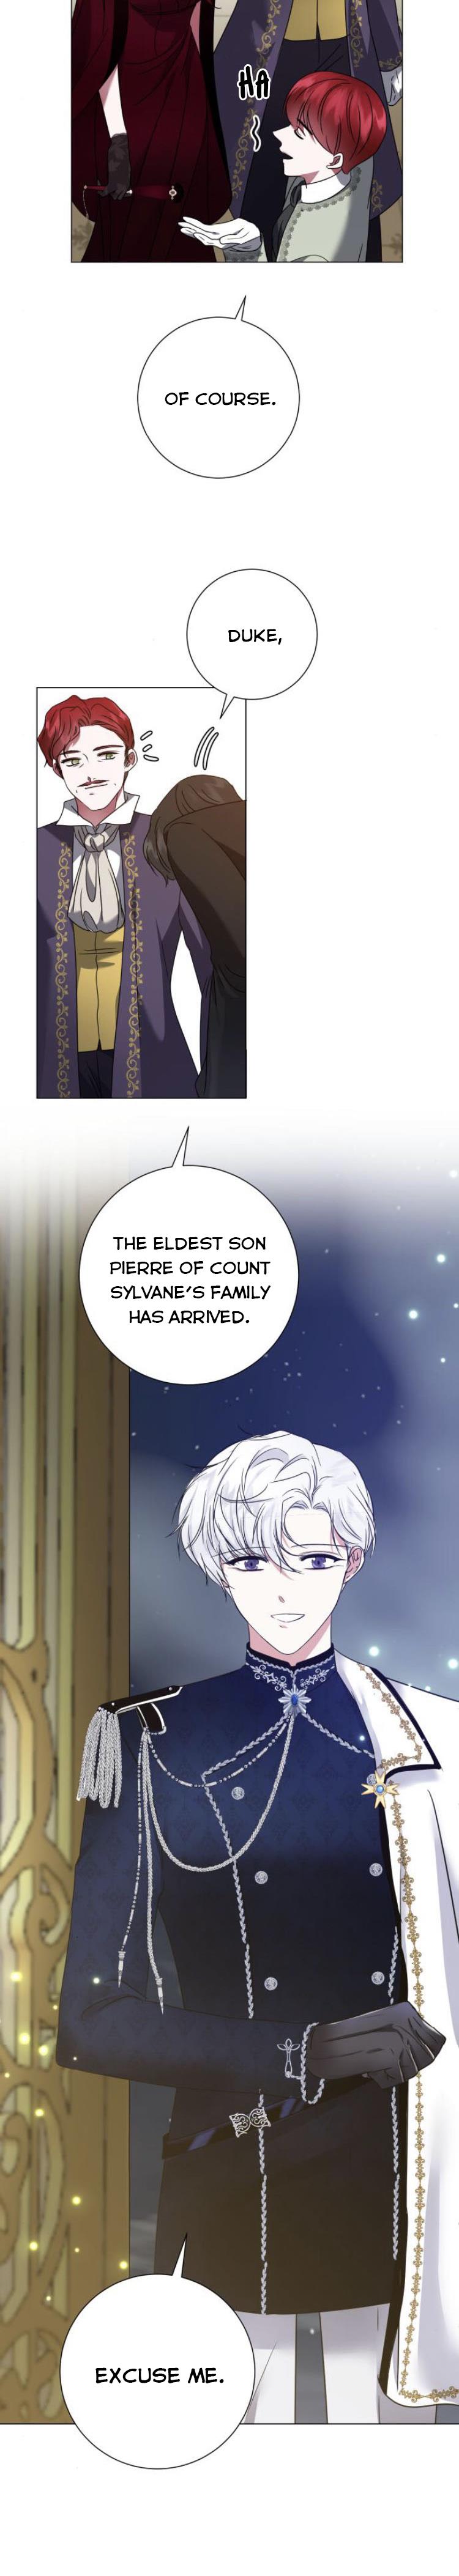 HA
OF COURSE.
DUKE,
THE ELDEST SON
PIERRE OF COUNT
SYLVANE'S FAMILY
HAS ARRIVED.
EXCUSE ME.